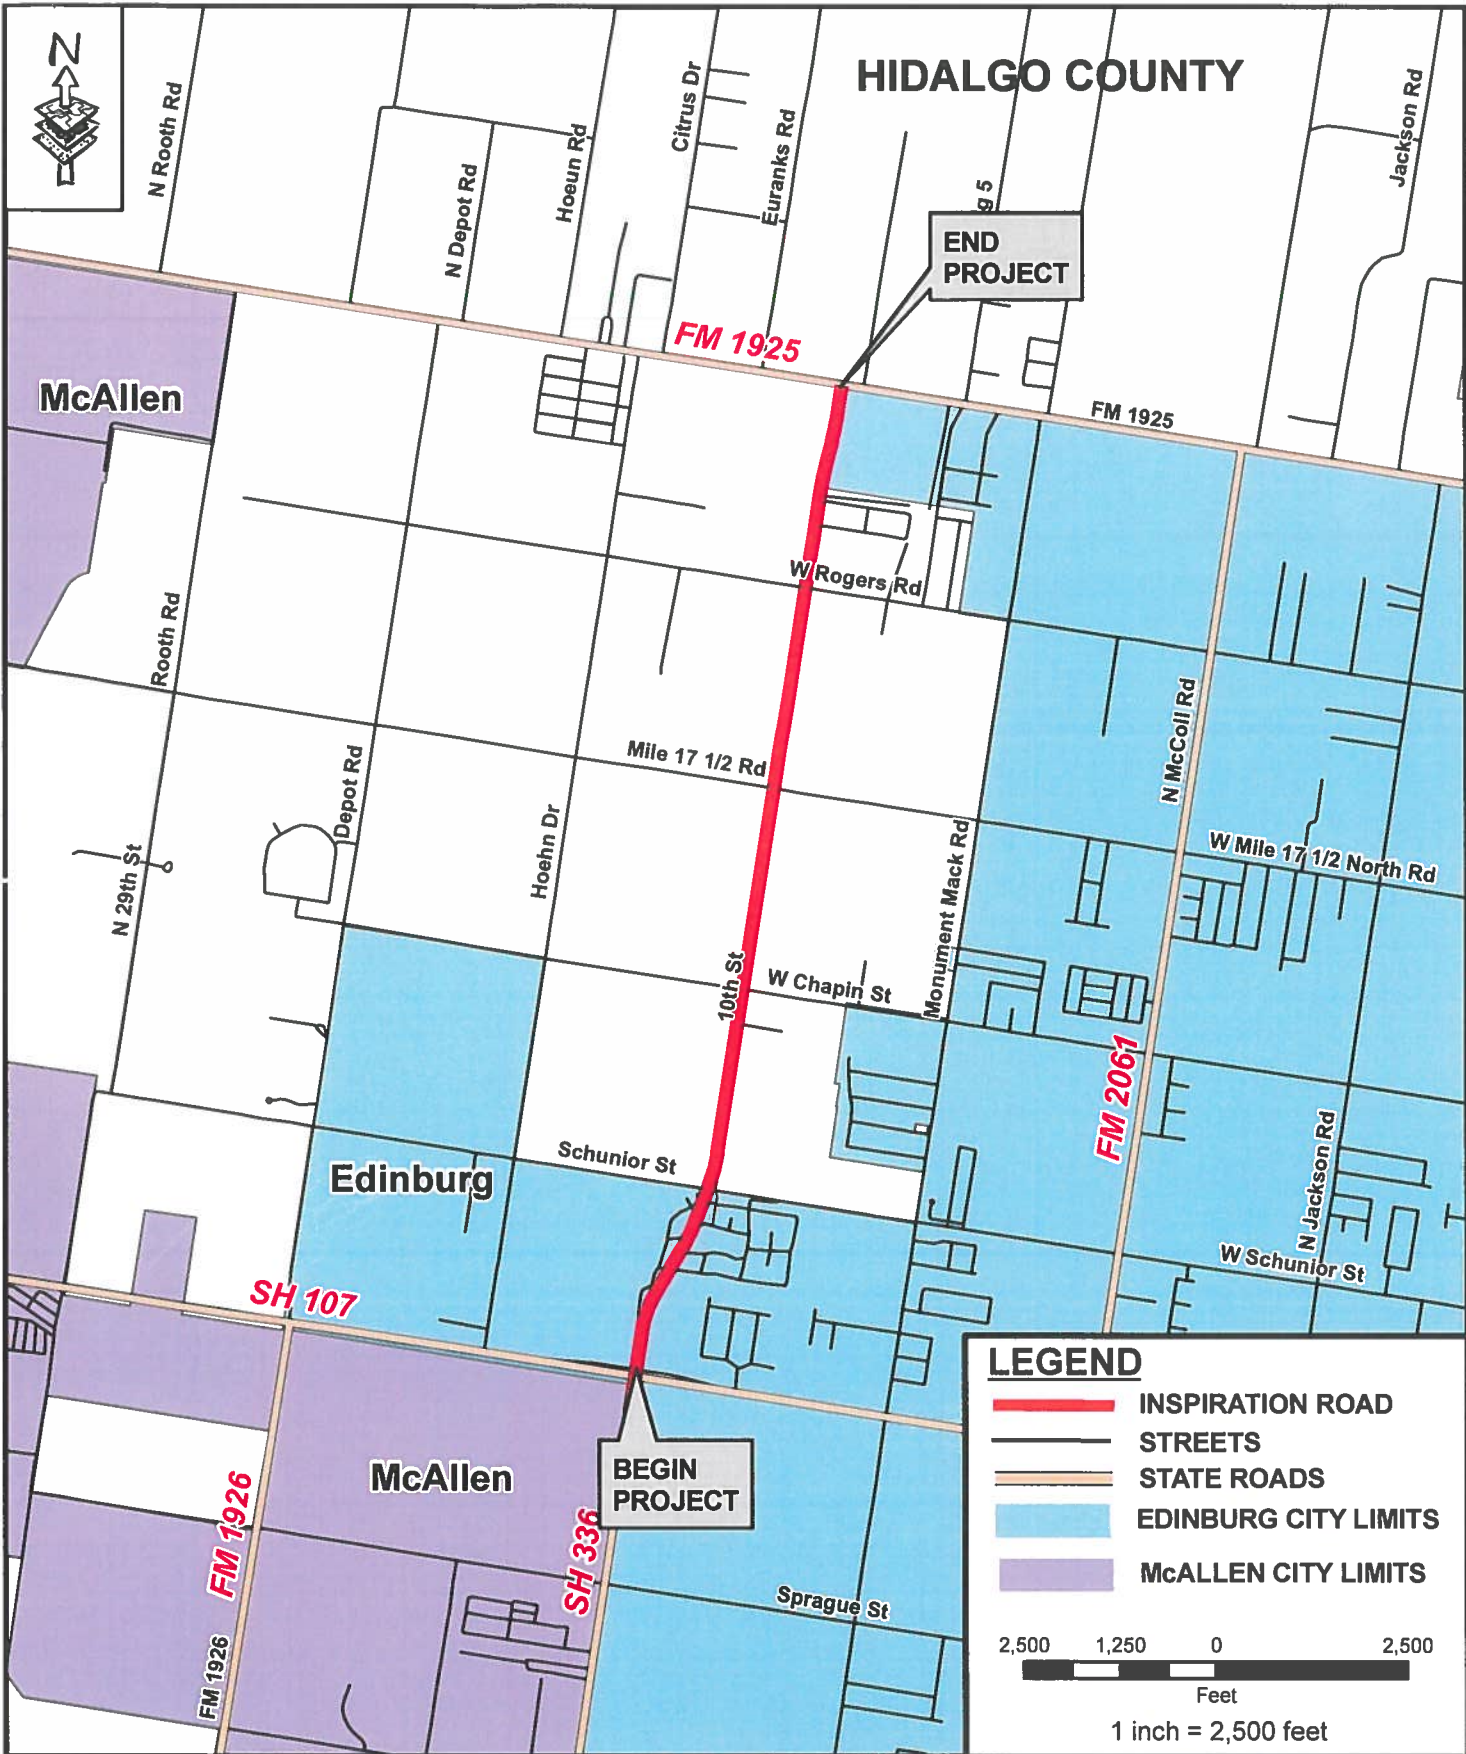 N
HIDALGO COUNTY
N Rooth Rd
N Depot Rd
Hoeun Rd
Citrus Dr
Euranks Rd
g 5
Jackson Rd
END
PROJECT
FM 1925
McAllen
FM 1925
W Rogers Rd
Rooth Rd
N McColl Rd
Mile 17 1/2 Rd
Depot Rd
Hoehn Dr
N 29th St
Monument Mack Rd
W Mile 17 1/2 North Rd
10th St
W Chapin St
FM 2061
Schunior St
Edinburg
N Jackson Rd
W Schunior St
SH 107
McAllen
BEGIN
PROJECT
FM 1926
SH 336
Sprague St
FM 1926
LEGEND
INSPIRATION ROAD
STREETS
STATE ROADS
EDINBURG CITY LIMITS
McALLEN CITY LIMITS
2,500 1,250 0 2,500
Feet
1 inch = 2,500 feet